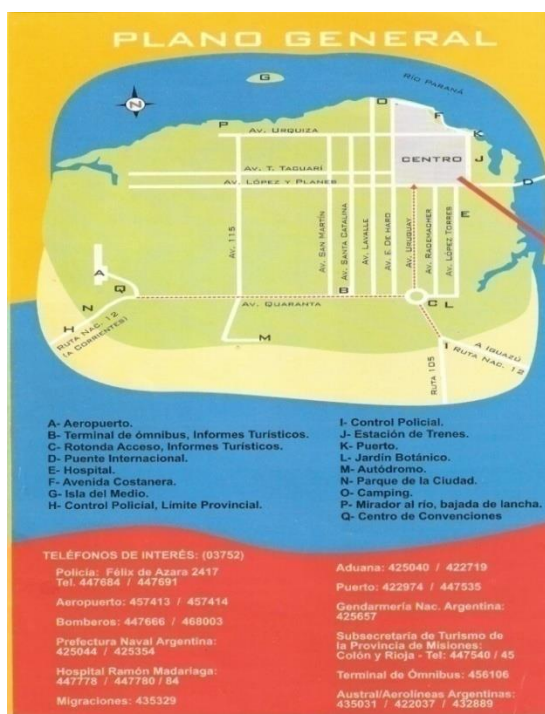 PLANO GENERAL
RÍO PARANÁ
G
N
D
P
F
AV. URQUIZA
K
CENTRO
J
AV. T. TACUARÍ
AV. LÓPEZ Y PLANES
D
AV. 115
AV. SAN MARTÍN
AV. SANTA CATALINA
AV. LAVALLE
AV. E. DE HARO
AV. URUGUAY
AV. RADEMACHER
AV. LÓPEZ TORRES
E
A
Q
B
C
L
AV. QUARANTA
N
H
RUTA NAC. 12
(A CORRIENTES)
M
I
A IGUAZÚ
RUTA NAC. 12
RUTA 105
A- Aeropuerto.
B- Terminal de ómnibus, Informes Turísticos.
C- Rotonda Acceso, Informes Turísticos.
D- Puente Internacional.
E- Hospital.
F- Avenida Costanera.
G- Isla del Medio.
H- Control Policial, Limite Provincial.
I- Control Policial.
J- Estación de Trenes.
K- Puerto.
L- Jardín Botánico.
M- Autódromo.
N- Parque de la Ciudad.
O- Camping.
P- Mirador al río, bajada de lancha.
Q- Centro de Convenciones
TELÉFONOS DE INTERÉS: (03752)
Policía: Félix de Azara 2417
Tel. 447684 / 447691
Aeropuerto: 457413 / 457414
Bomberos: 447666 / 468003
Prefectura Naval Argentina:
425044 / 425354
Hospital Ramón Madariaga:
447778 / 447780 / 84
Migraciones: 435329
Aduana: 425040 / 422719
Puerto: 422974 / 447535
Gendarmería Nac. Argentina:
425657
Subsecretaría de Turismo de
la Provincia de Misiones:
Colón y Rioja - Tel: 447540 / 45
Terminal de Ómnibus: 456106
Austral/Aerolíneas Argentinas:
435031 / 422037 / 432889